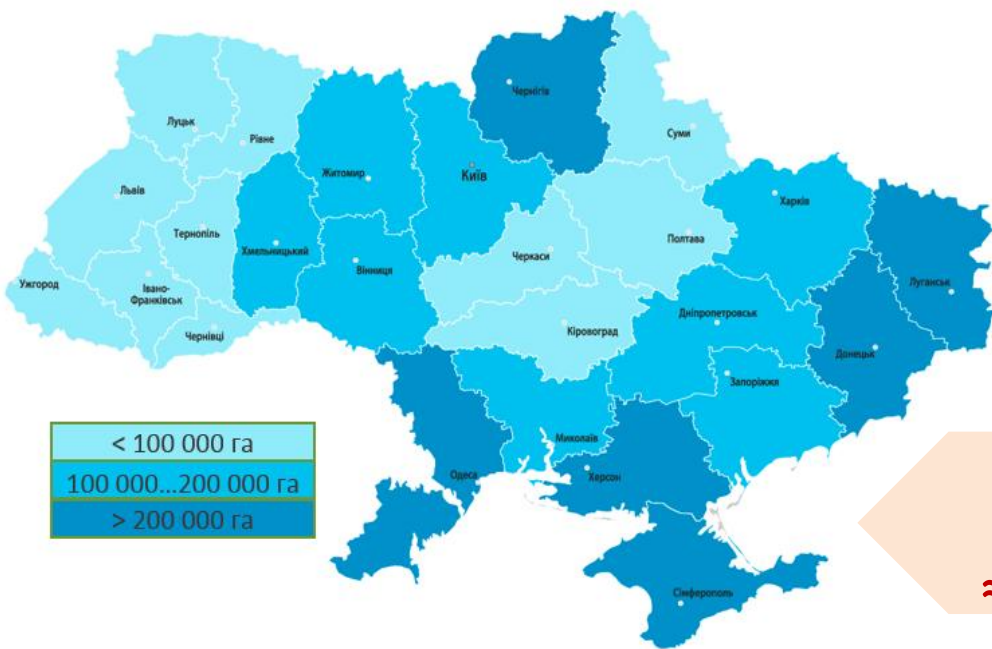 Чернігів
Луцьк
Рівне
Суми
Житомир
Київ
Львів
Харків
Тернопіль
Хмельницький
Полтава
Черкаси
Вінниця
Ужгород
Івано-
Франківськ
Луганськ
Чернівці
Кіровоград
Дніпропетровськ
Донецьк
Запоріжжя
Миколаїв
< 100 000 га
100 000...200 000 га
> 200 000 га
Одеса
Херсон
Сімферополь
≈